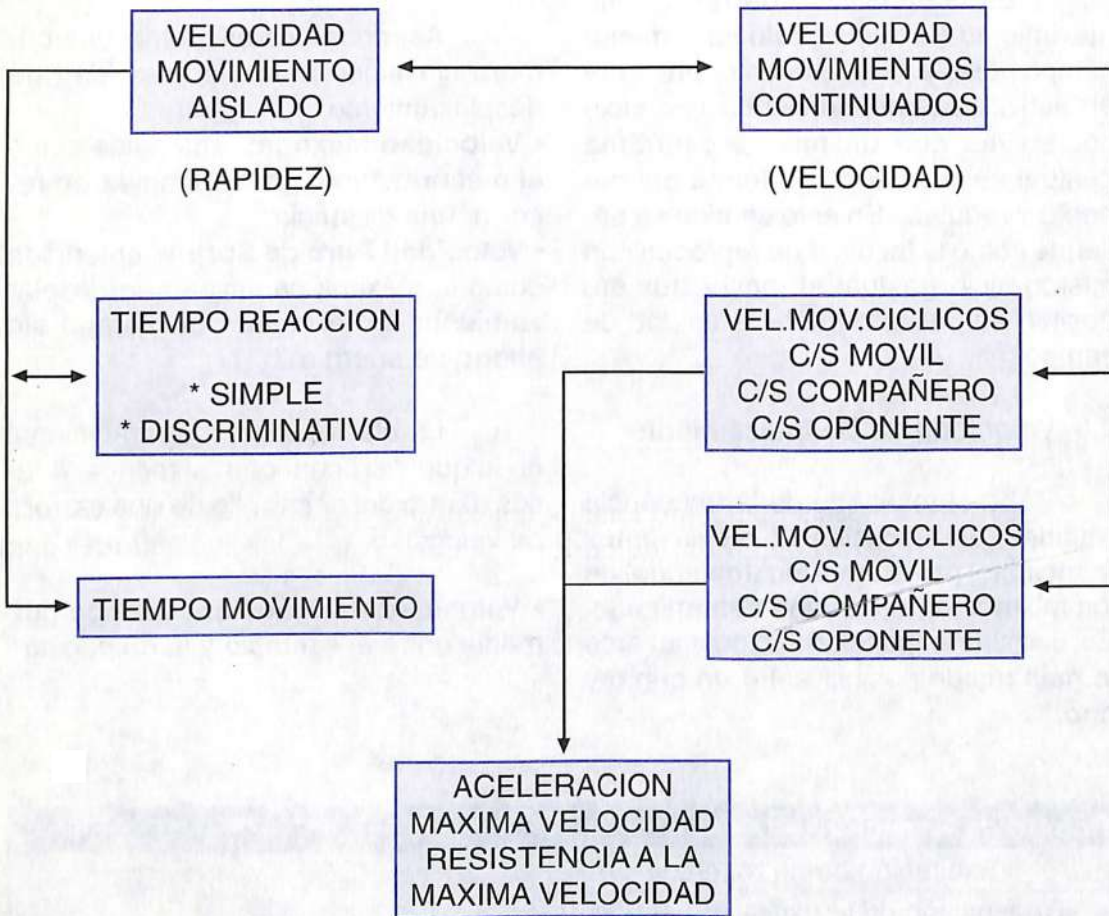 VELOCIDAD
MOVIMIENTO
AISLADO
(RAPIDEZ)
VELOCIDAD
MOVIMIENTOS
CONTINUADOS
(VELOCIDAD)
TIEMPO REACCION
* SIMPLE
* DISCRIMINATIVO
TIEMPO MOVIMIENTO
VEL.MOV.CICLICOS
C/S MOVIL
C/S COMPAÑERO
C/S OPONENTE
VEL.MOV.ACICLICOS
C/S MOVIL
C/S COMPAÑERO
C/S OPONENTE
ACELERACION
MAXIMA VELOCIDAD
RESISTENCIA A LA
MAXIMA VELOCIDAD